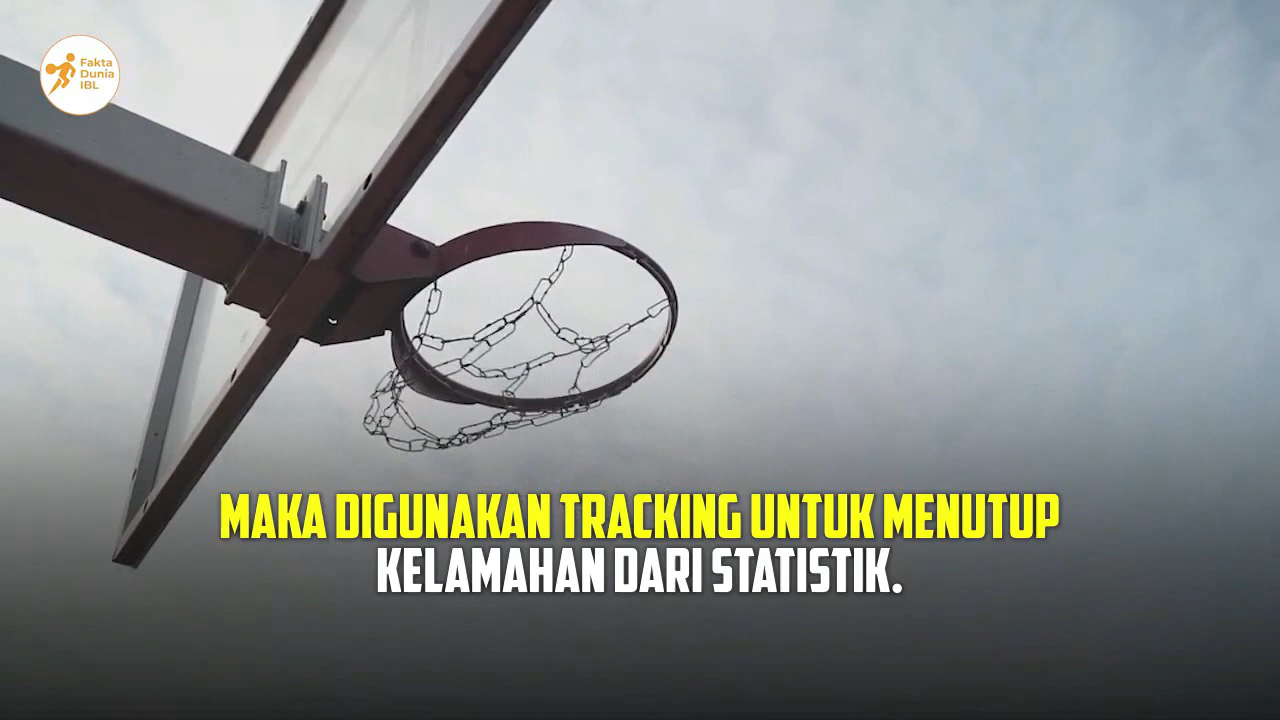 Fakta
Dunia
IBL
MAKA DIGUNAKAN TRACKING UNTUK MENUTUP
KELAMAHAN DARI STATISTIK.